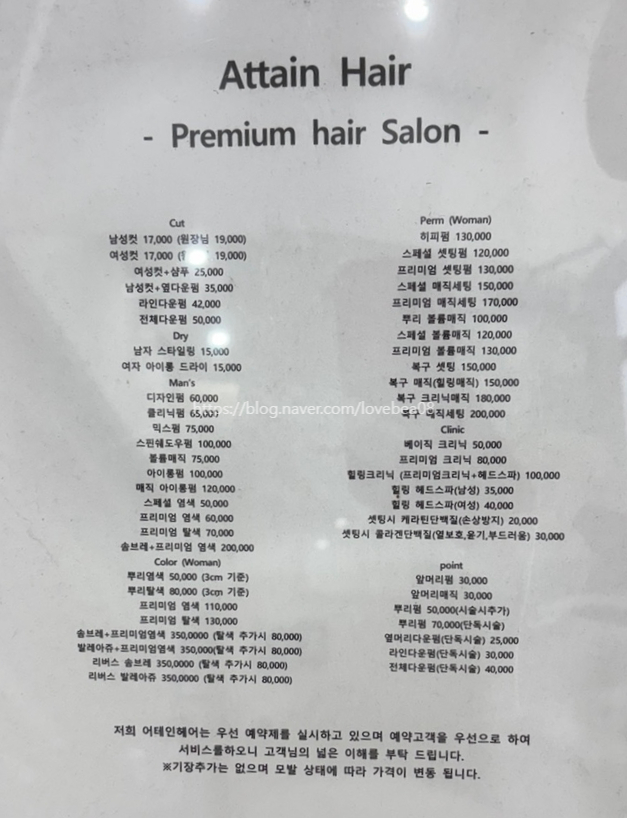 Attain Hair
- Premium hair Salon -
Cut
남성컷 17,000 (원장님 19,000)
여성컷 17,000 ( 19,000)
여성컷+샴푸 25,000
남성컷+옆다운펌 35,000
라인다운펌 42,000
전체다운펌 50,000
Dry
남자 스타일링 15,000
여자 아이롱 드라이 15,000
Man's
디자인펌 60,000
클리닉펌 65,000
믹스펌 75,000
스핀쉐도우펌 100,000
볼륨매직 75,000
아이롱펌 100,000
매직 아이롱펌 120,000
스페셜 염색 50,000
프리미엄 염색 60,000
프리미엄 탈색 70,000
솜브레+프리미엄 염색 200,000
Color (Woman)
뿌리염색 50,000 (3cm 기준)
뿌리탈색 80,000 (3cm 기준)
프리미엄 염색 110,000
프리미엄 탈색 130,000
솜브레+프리미엄염색 350,0000 (탈색 추가시 80,000)
발레아쥬+프리미엄염색 350,000(탈색 추가시 80,000)
리버스 솜브레 350,0000 (탈색 추가시 80,000)
리버스 발레아쥬 350,0000 (탈색 추가시 80,000)
Perm (Woman)
히피펌 130,000
스페셜 셋팅펌 120,000
프리미엄 셋팅펌 130,000
스페셜 매직세팅 150,000
프리미엄 매직세팅 170,000
뿌리 볼륨매직 100,000
스페셜 볼륨매직 120,000
프리미엄 볼륨매직 130,000
복구 셋팅 150,000
복구 매직(힐링매직) 150,000
복구 크리닉매직 180,000
복구 매직세팅 200,000
Clinic
베이직 크리닉 50,000
프리미엄 크리닉 80,000
힐링크리닉 (프리미엄크리닉+헤드스파) 100,000
힐링 헤드스파(남성) 35,000
힐링 헤드스파(여성) 40,000
셋팅시 케라틴단백질(손상방지) 20,000
셋팅시 콜라겐단백질(열보호,윤기,부드러움) 30,000
point
앞머리펌 30,000
앞머리매직 30,000
뿌리펌 50,000(시술시추가)
뿌리펌 70,000(단독시술)
옆머리다운펌(단독시술) 25,000
라인다운펌(단독시술) 30,000
전체다운펌(단독시술) 40,000
저희 어테인헤어는 우선 예약제를 실시하고 있으며 예약고객을 우선으로 하여
서비스를하오니 고객님의 넓은 이해를 부탁 드립니다.
※기장추가는 없으며 모발 상태에 따라 가격이 변동 됩니다.
https://blog.naver.com/lovebee08